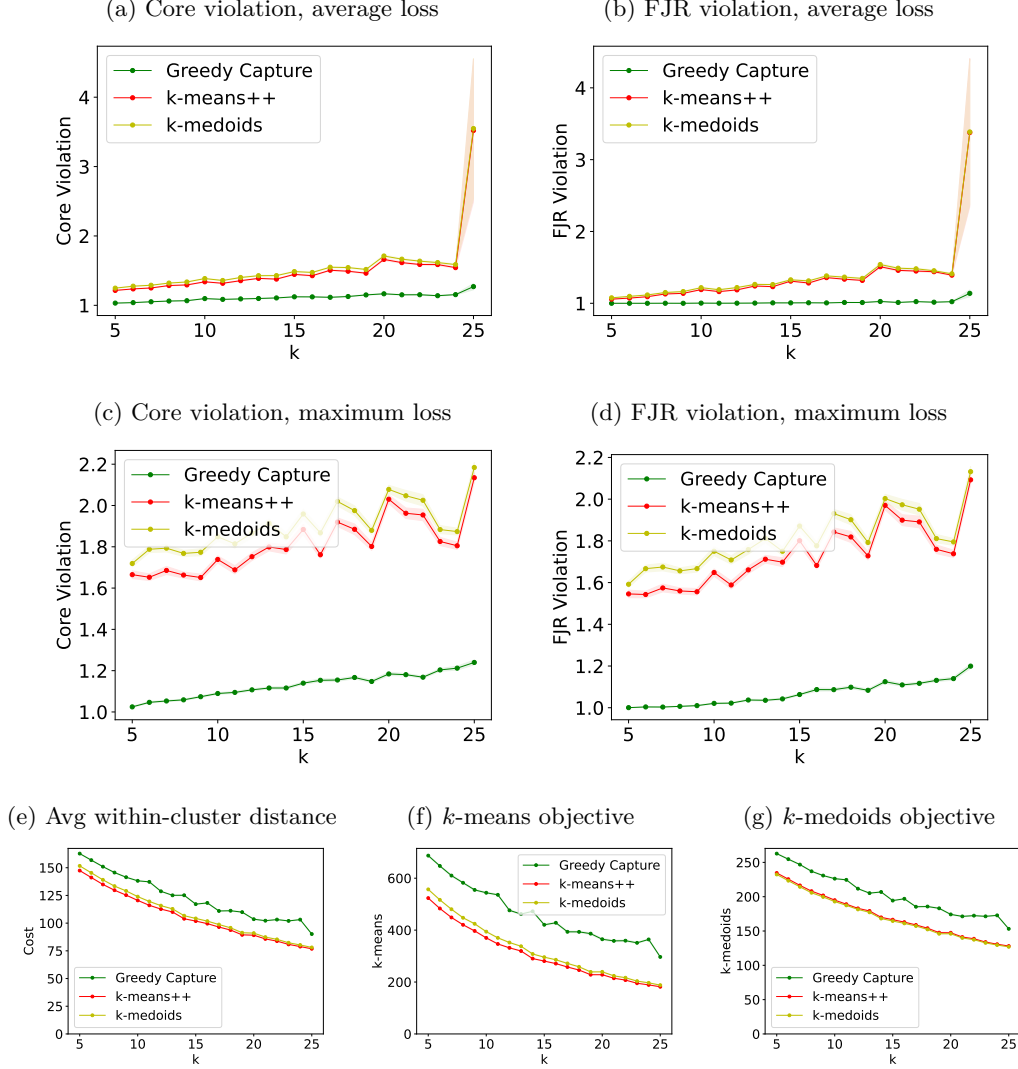 (a) Core violation, average loss
(b) FJR violation, average loss
Core Violation
4
3
2
1
Greedy Capture
k-means++
k-medoids
5 10 15 20 25
k
FJR Violation
4
3
2
1
Greedy Capture
k-means++
k-medoids
5 10 15 20 25
k
(c) Core violation, maximum loss
(d) FJR violation, maximum loss
Core Violation
2.2
2.0
1.8
1.6
1.4
1.2
1.0
Greedy Capture
k-means++
k-medoids
5 10 15 20 25
k
FJR Violation
2.2
2.0
1.8
1.6
1.4
1.2
1.0
Greedy Capture
k-means++
k-medoids
5 10 15 20 25
k
(e) Avg within-cluster distance
(f) k-means objective
(g) k-medoids objective
Cost
150
125
100
75
50
25
0
Greedy Capture
k-means++
k-medoids
5 10 15 20 25
k
k-means
600
400
200
0
Greedy Capture
k-means++
k-medoids
5 10 15 20 25
k
k-medoids
250
200
150
100
50
0
Greedy Capture
k-means++
k-medoids
5 10 15 20 25
k